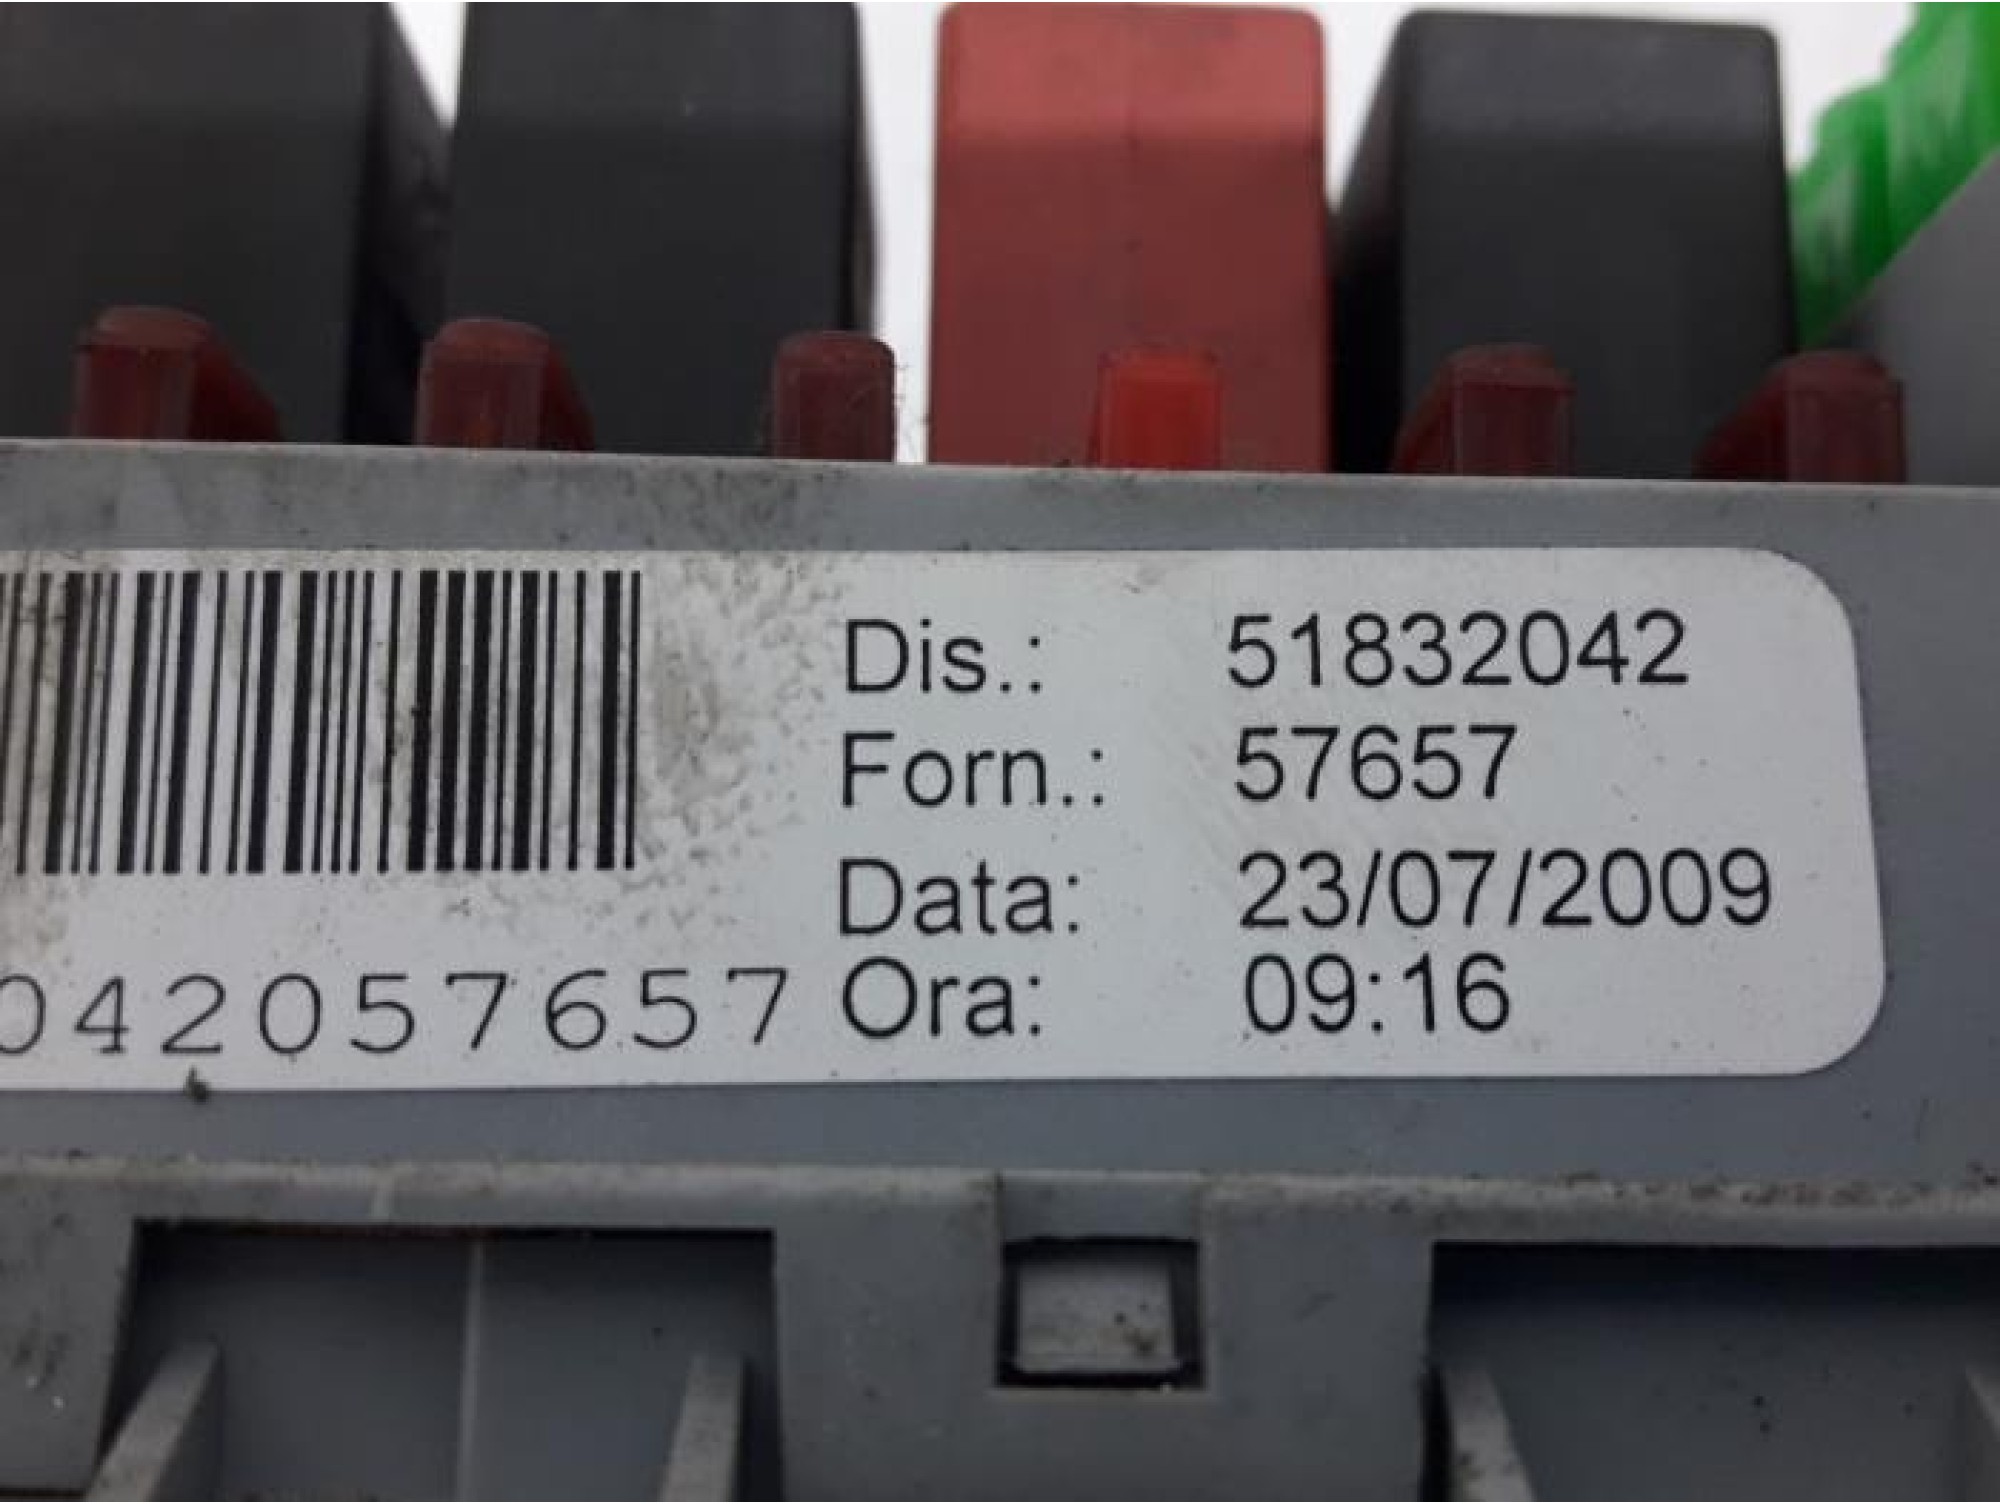 Dis.: 51832042
Forn.: 57657
Data: 23/07/2009
Ora: 09:16
042057657